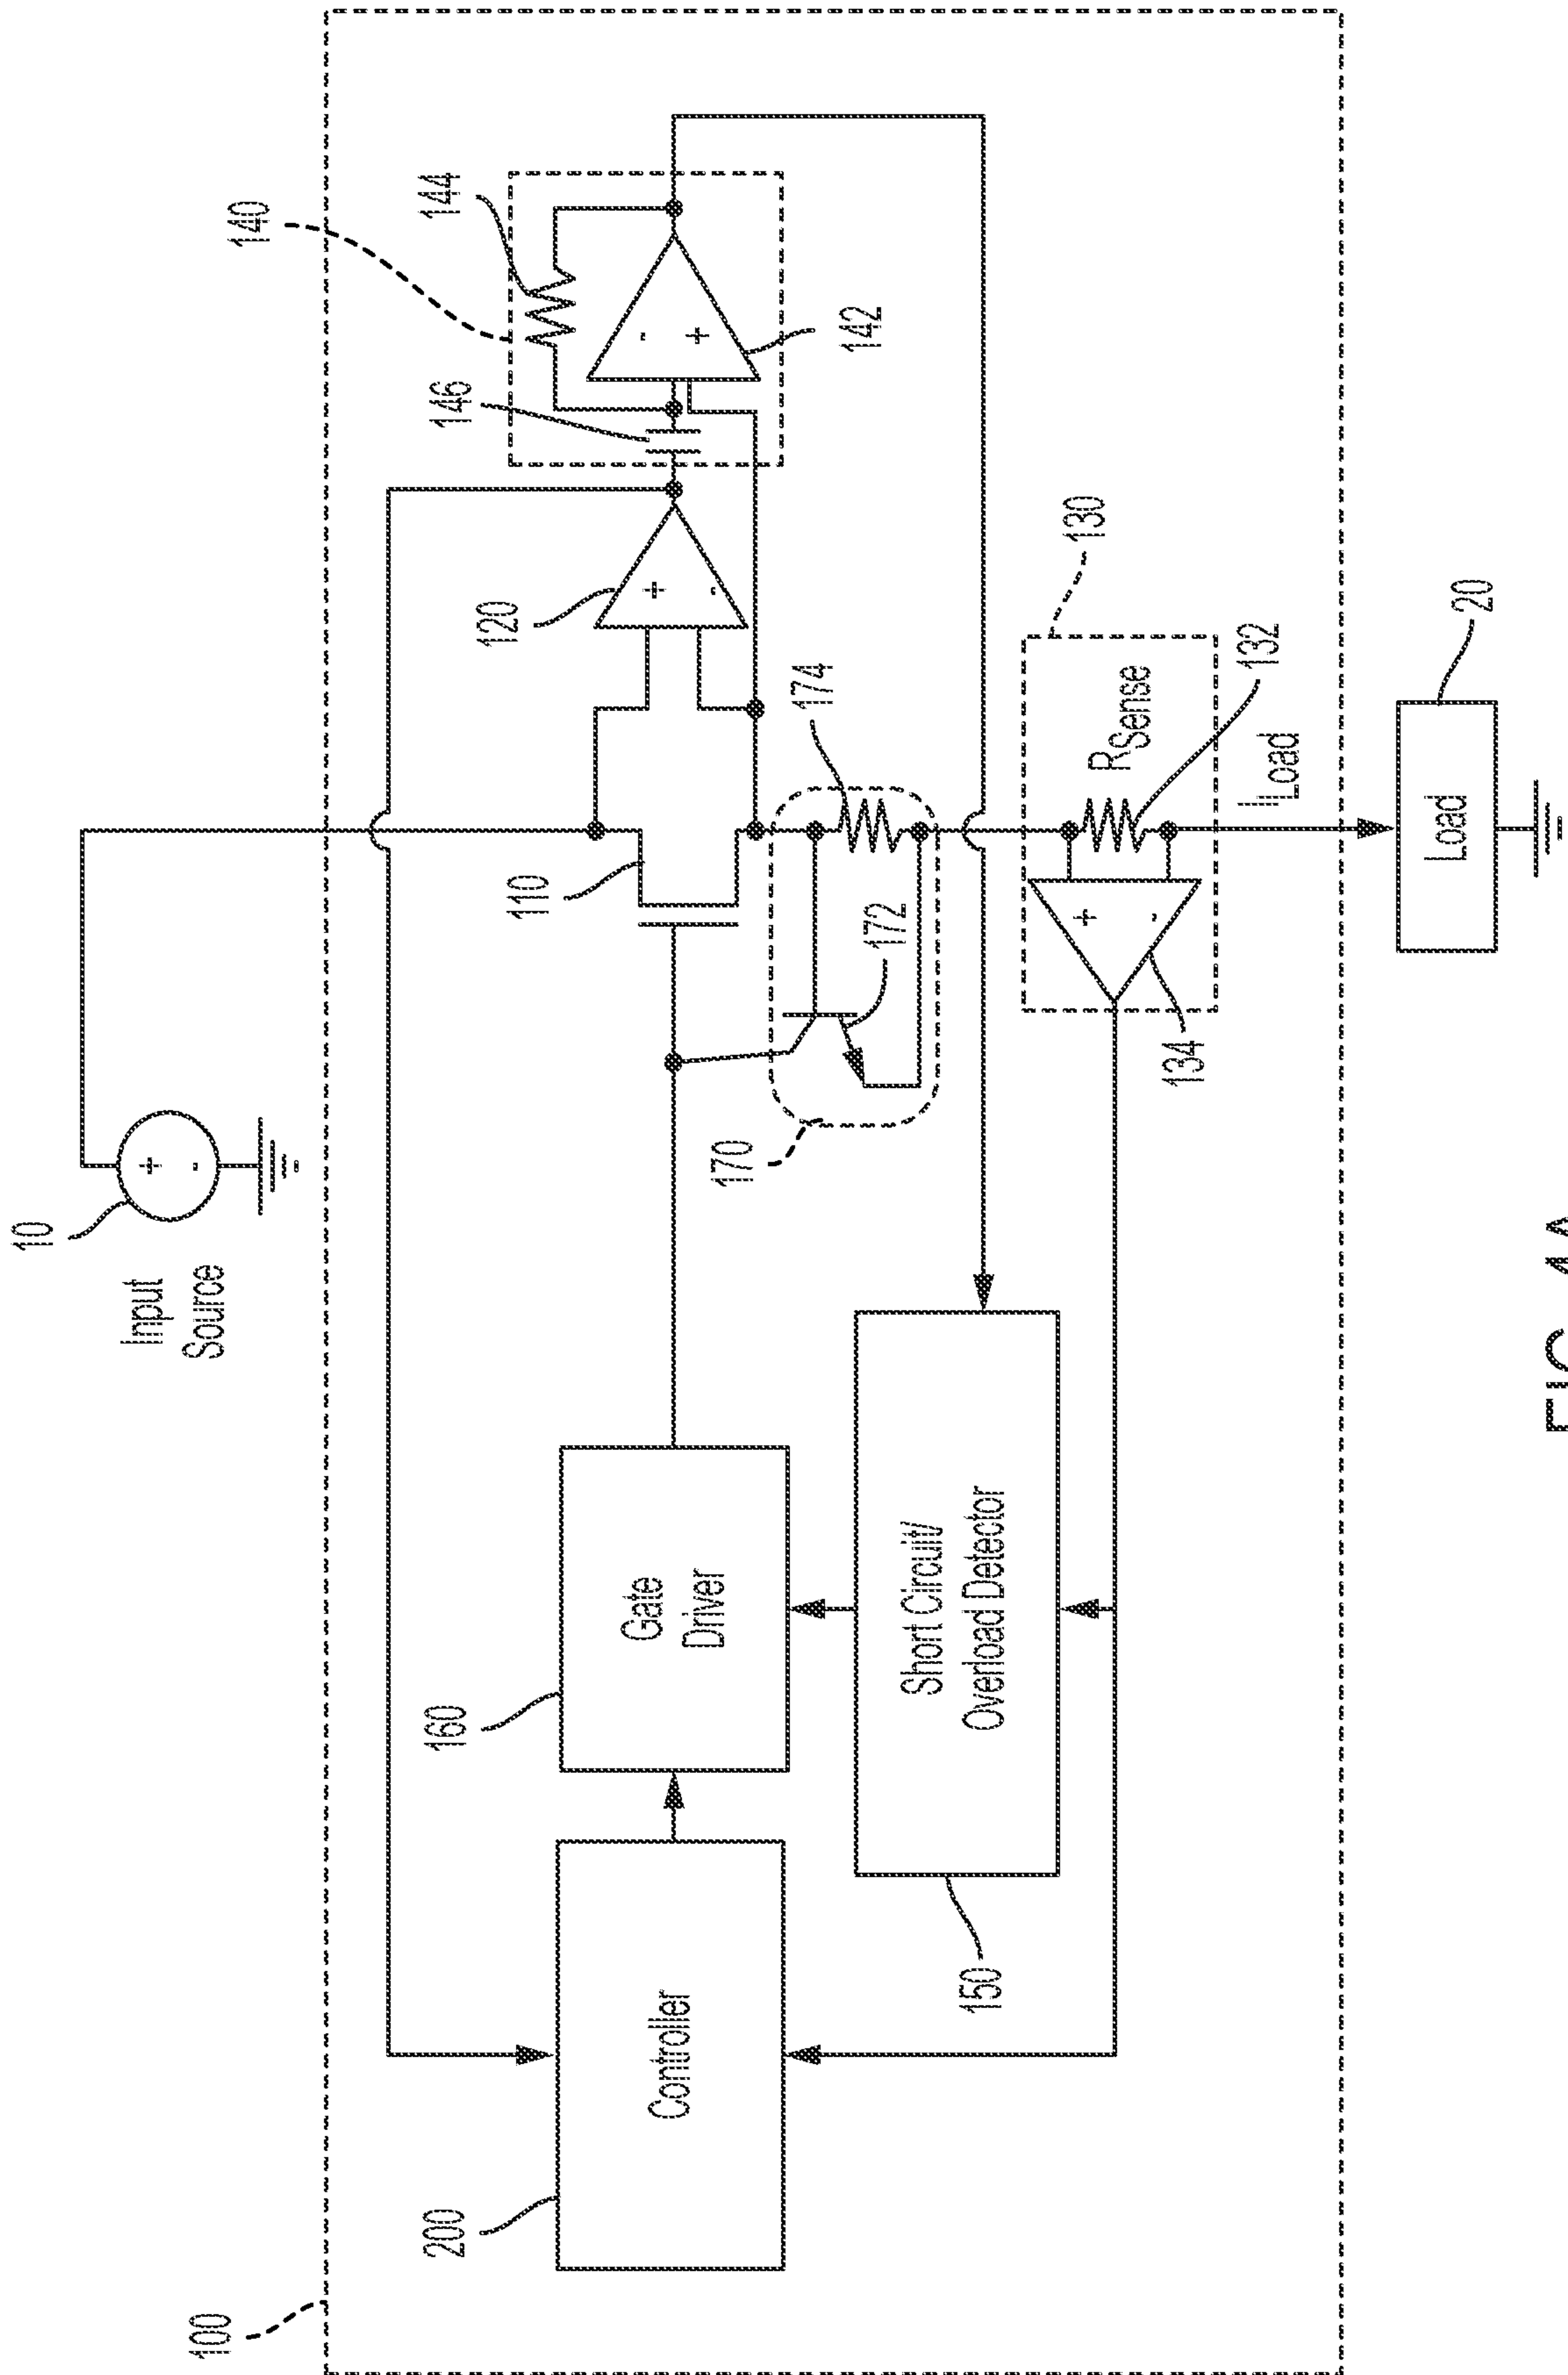 10
Input
Source
100
140
200
160
146
144
120
110
Controller
Gate
Driver
170
174
142
172
Short Circuit/
Overload Detector
150
130
RSense
134
132
ILoad
Load
20
FIG.